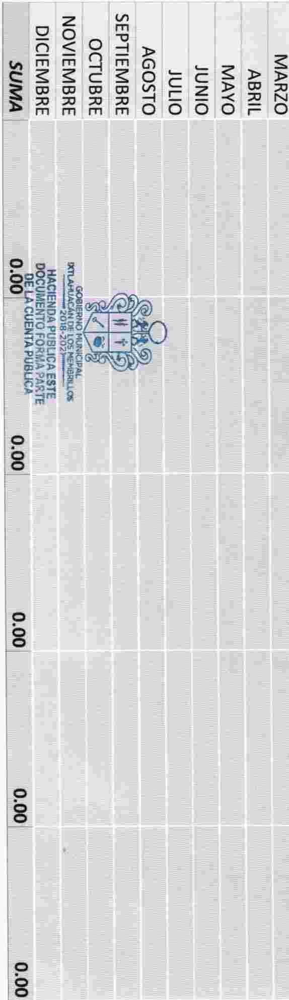 MARZO
ABRIL
MAYO
JUNIO
JULIO
AGOSTO
SEPTIEMBRE
OCTUBRE
NOVIEMBRE
DICIEMBRE
SUMA 0.00 0.00 0.00 0.00 0.00
GOBIERNO MUNICIPAL
IXTLAHUACÁN DE LOS MEMBRILLOS
2018-2021
HACIENDA PUBLICA ESTE
DOCUMENTO FORMA PARTE
DE LA CUENTA PUBLICA